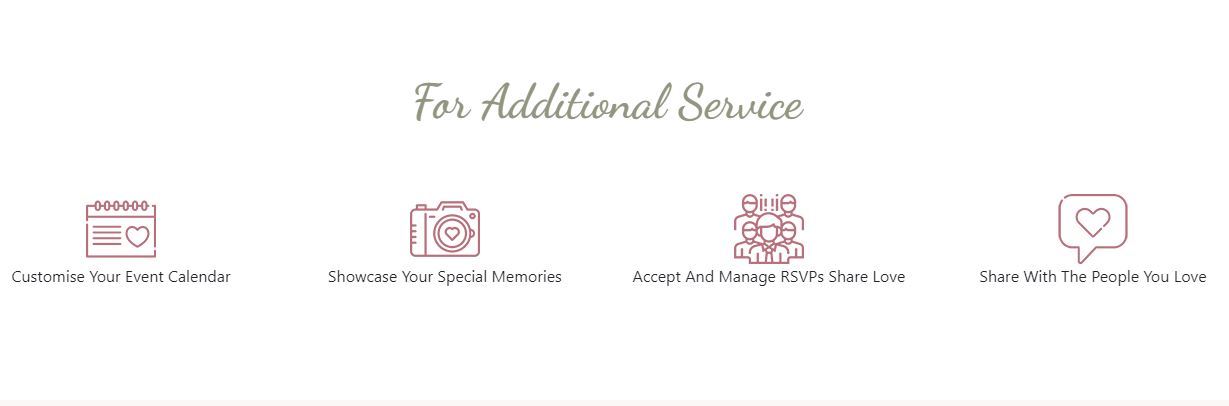 For Additional Service
Customise Your Event Calendar
Showcase Your Special Memories
Accept And Manage RSVPs Share Love
Share With The People You Love